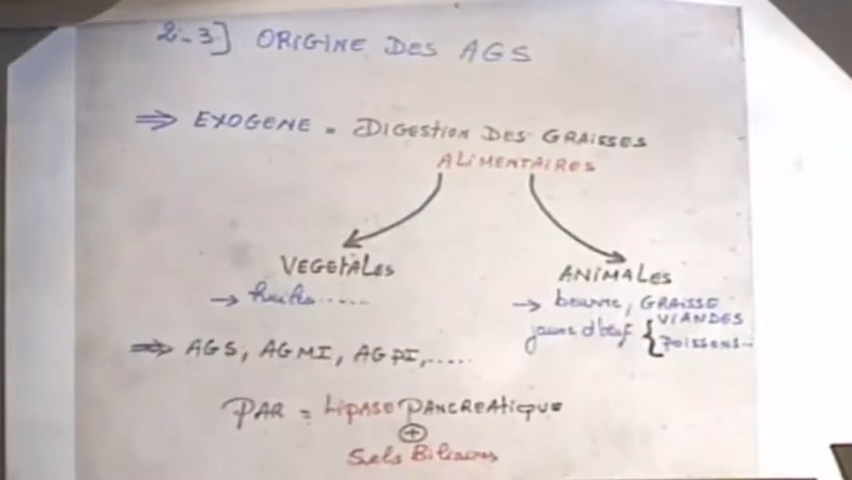 2-3] ORIGINE DES AGS
⇒ EXOGENE = DIGESTION DES GRAISSES
ALIMENTAIRES
VEGETALES
→ huiles......
ANIMALES
→ beurre, GRAISSE
jaune d'œuf { VIANDES
POISSONS...
⇒ AGS, AGMI, AGPI,.....
PAR = LIPASE PANCREATIQUE
+
Sels Biliaires